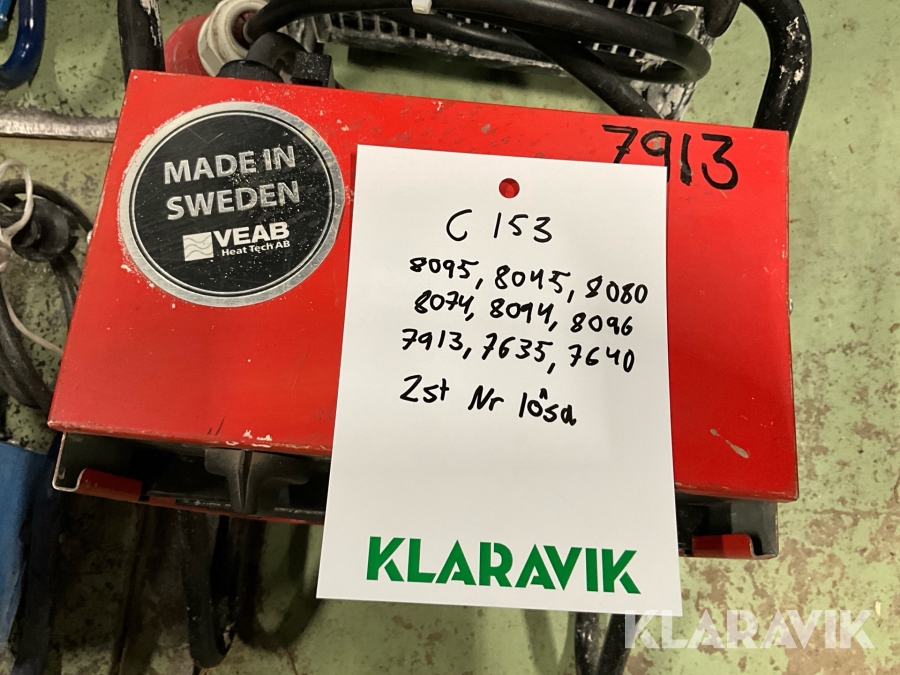 MADE IN
SWEDEN
VEAB
Heat Tech AB
7913
C 153
8095, 8045, 8080
8074, 8094, 8096
7913, 7635, 7640
2st Nr lösa
KLARAVIK
KLARAVIK